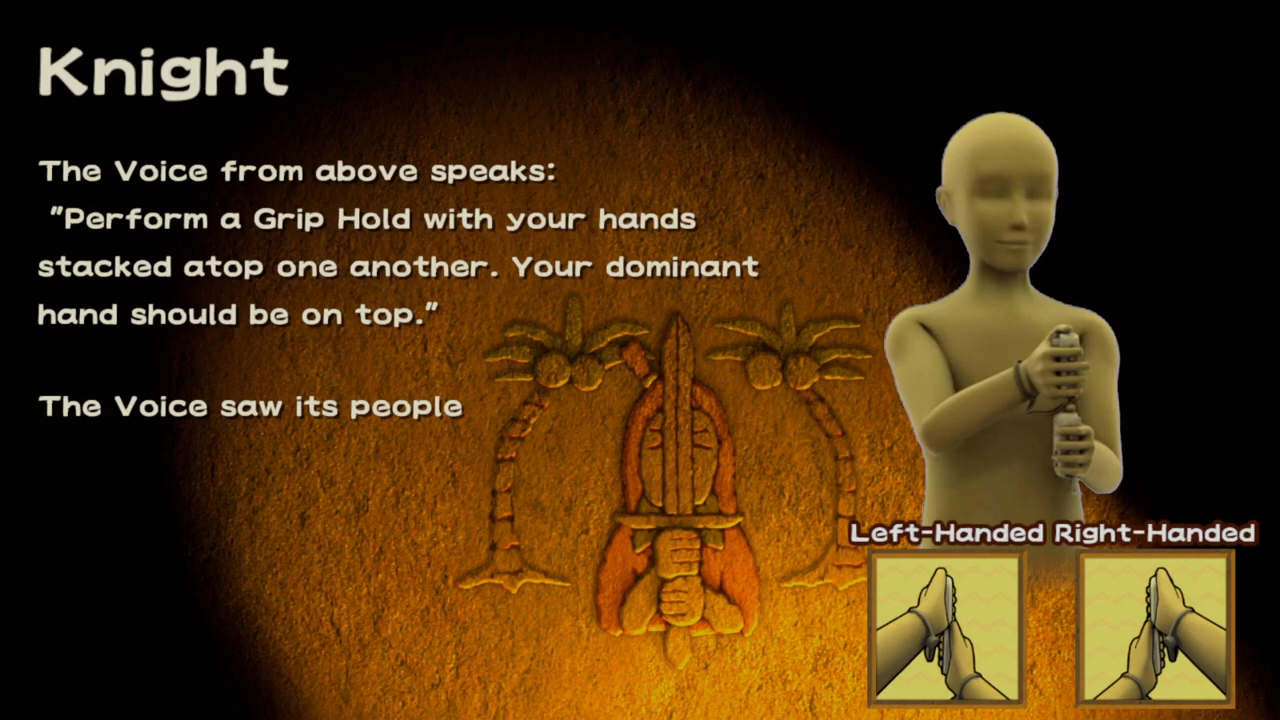 Knight
The Voice from above speaks:
"Perform a Grip Hold with your hands
stacked atop one another. Your dominant
hand should be on top."
The Voice saw its people
Left-Handed Right-Handed